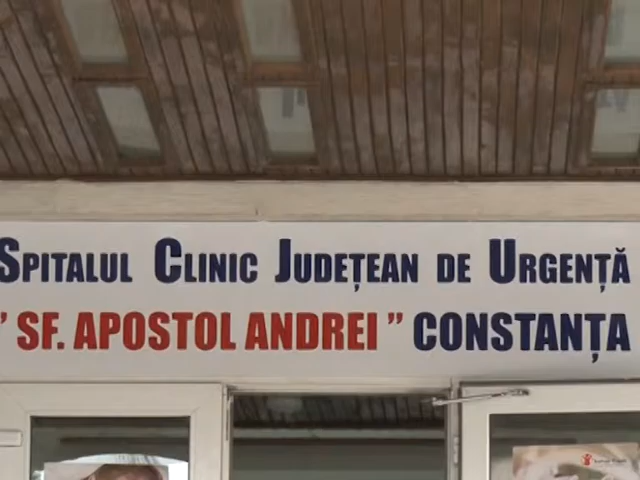 SPITALUL CLINIC JUDEȚEAN DE URGENȚĂ
" SF. APOSTOL ANDREI " CONSTANȚA